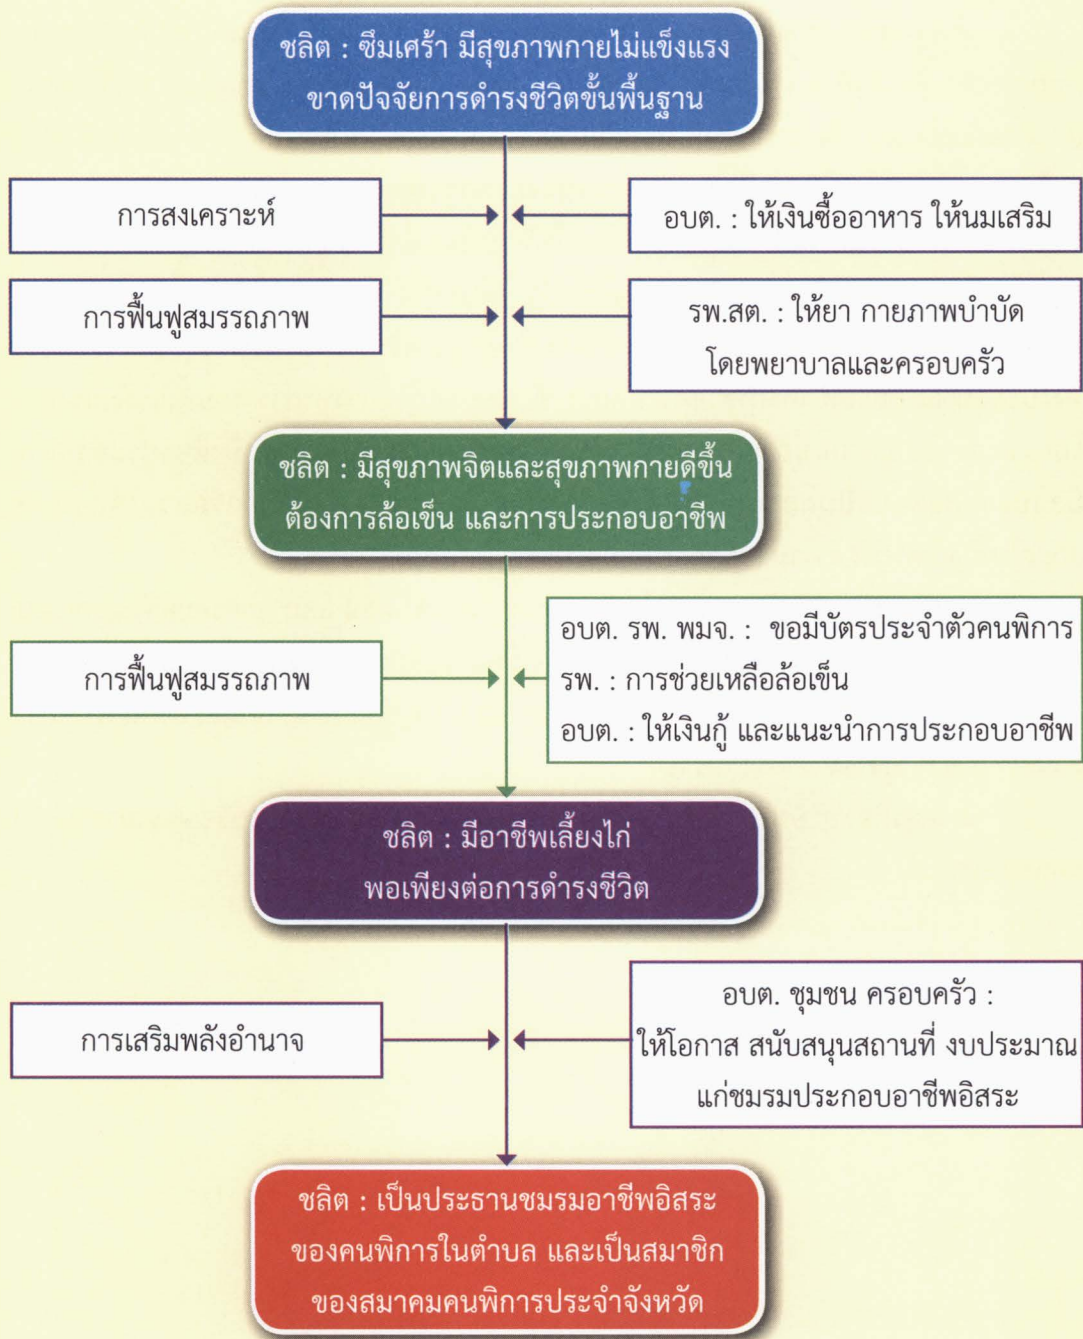 ชลิต : ซึมเศร้า มีสุขภาพกายไม่แข็งแรง
ขาดปัจจัยการดำรงชีวิตขั้นพื้นฐาน
การสงเคราะห์
อบต. : ให้เงินซื้ออาหาร ให้นมเสริม
การฟื้นฟูสมรรถภาพ
รพ.สต. : ให้ยา กายภาพบำบัด
โดยพยาบาลและครอบครัว
ชลิต : มีสุขภาพจิตและสุขภาพกายดีขึ้น
ต้องการล้อเข็น และการประกอบอาชีพ
การฟื้นฟูสมรรถภาพ
อบต. รพ. พมจ. : ขอมีบัตรประจำตัวคนพิการ
รพ. : การช่วยเหลือล้อเข็น
อบต. : ให้เงินกู้ และแนะนำการประกอบอาชีพ
ชลิต : มีอาชีพเลี้ยงไก่
พอเพียงต่อการดำรงชีวิต
การเสริมพลังอำนาจ
อบต. ชุมชน ครอบครัว :
ให้โอกาส สนับสนุนสถานที่ งบประมาณ
แก่ชมรมประกอบอาชีพอิสระ
ชลิต : เป็นประธานชมรมอาชีพอิสระ
ของคนพิการในตำบล และเป็นสมาชิก
ของสมาคมคนพิการประจำจังหวัด